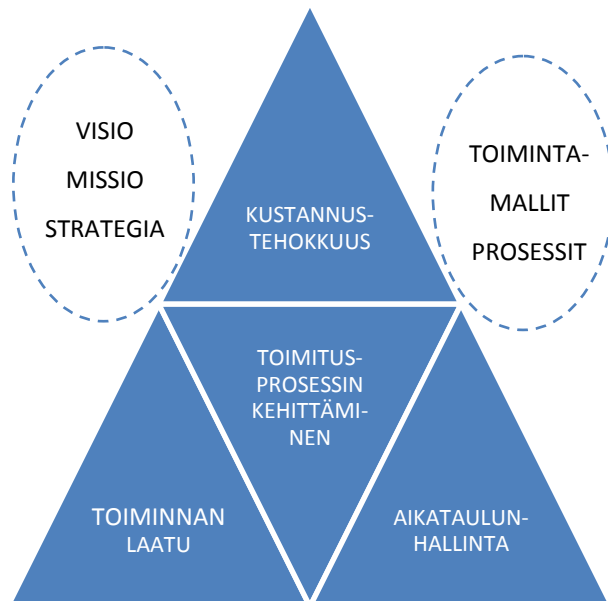 VISIO
MISSIO
STRATEGIA
TOIMINTA-
MALLIT
PROSESSIT
KUSTANNUS-
TEHOKKUUS
TOIMITUS-
PROSESSIN
KEHITTÄMI-
NEN
TOIMINNAN
LAATU
AIKATAULUN-
HALLINTA